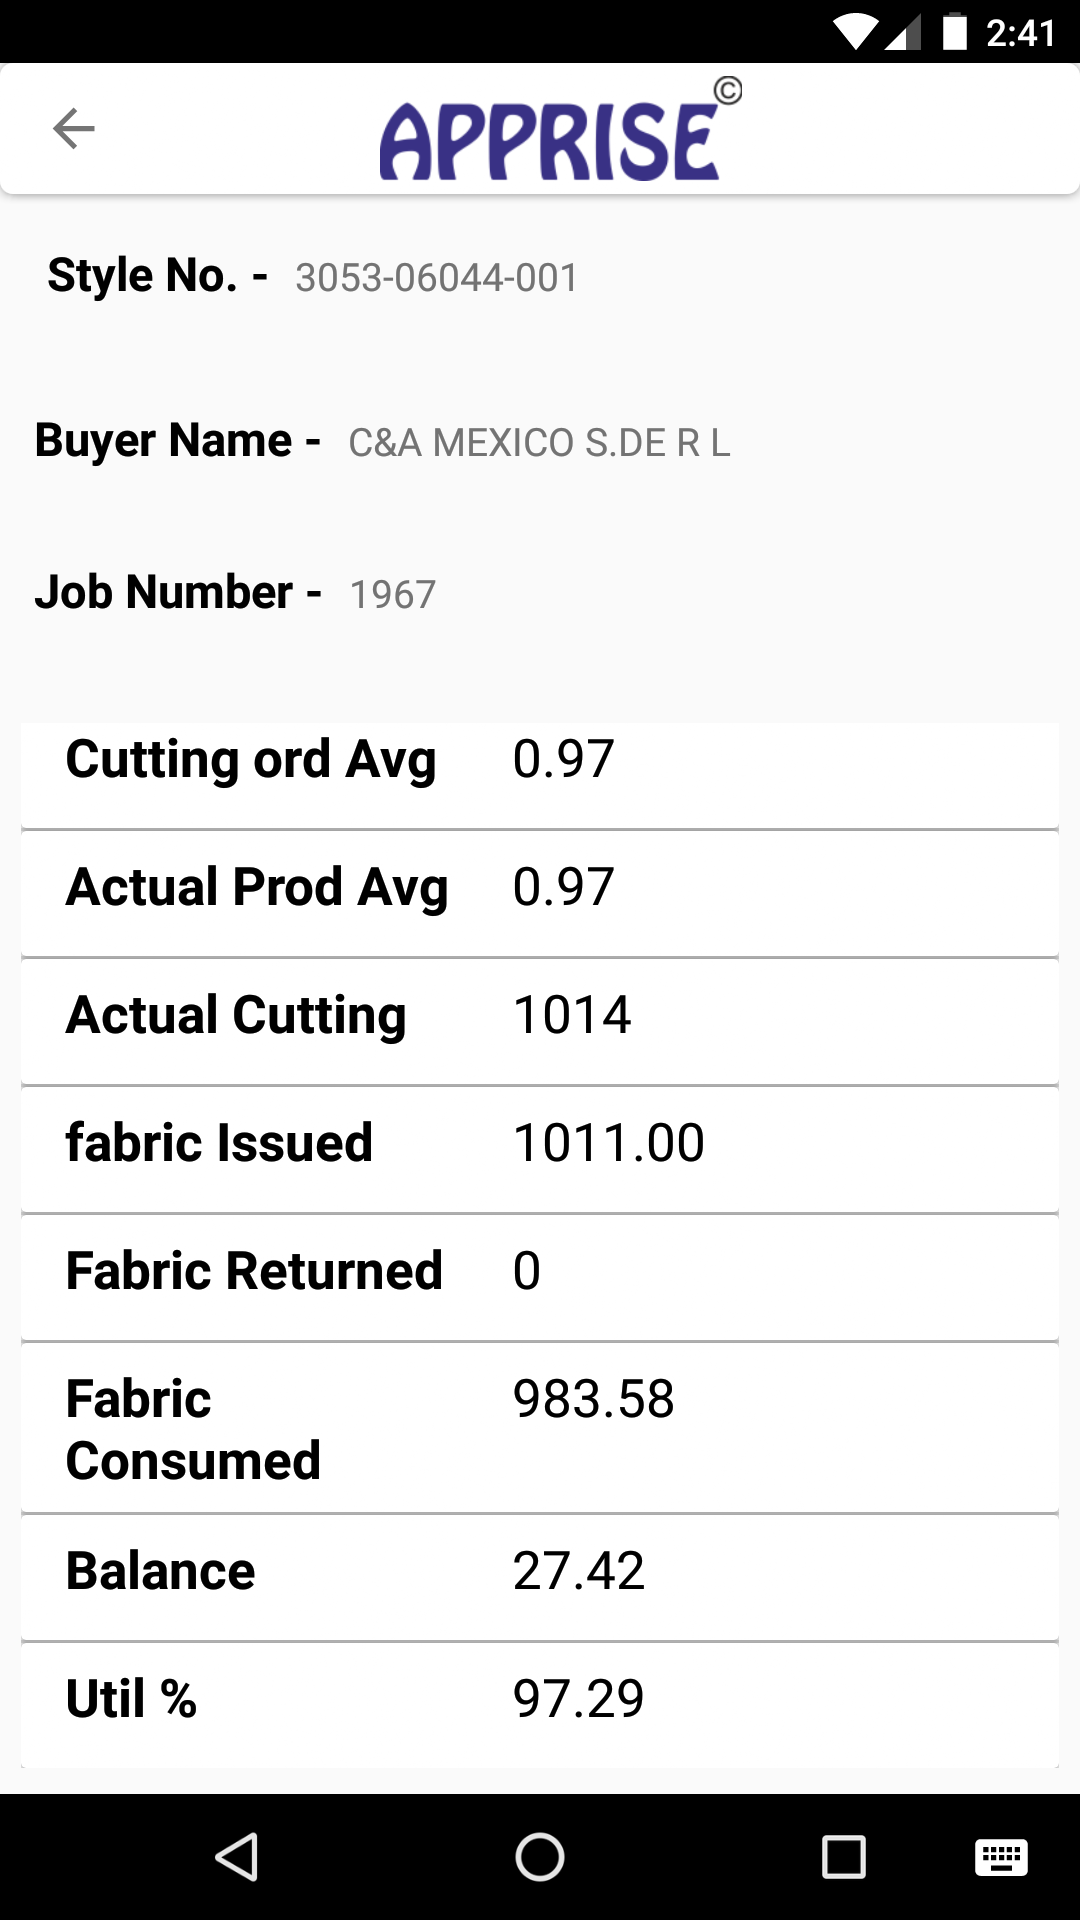 2:41
APPRISE©
Style No. - 3053-06044-001
Buyer Name - C&A MEXICO S.DE R L
Job Number - 1967
Cutting ord Avg 0.97
Actual Prod Avg 0.97
Actual Cutting 1014
fabric Issued 1011.00
Fabric Returned 0
Fabric 983.58
Consumed
Balance 27.42
Util % 97.29